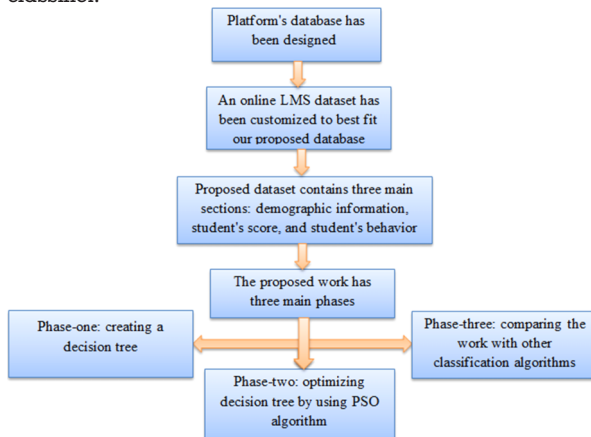 Platform's database has
been designed
An online LMS dataset has
been customized to best fit
our proposed database
Proposed dataset contains three main
sections: demographic information,
student's score, and student's behavior
The proposed work has
three main phases
Phase-one: creating a
decision tree
Phase-three: comparing the
work with other
classification algorithms
Phase-two: optimizing
decision tree by using PSO
algorithm